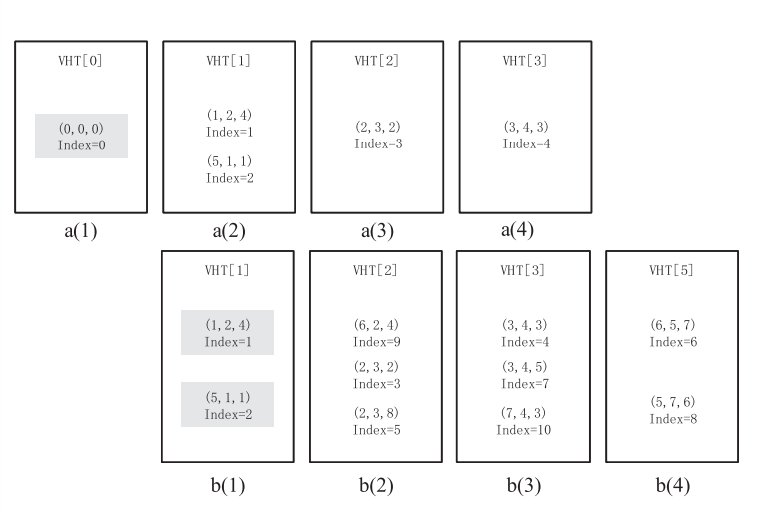 VHT[0]
(0,0,0)
Index=0
a(1)
VHT[1]
(1,2,4)
Index=1
(5,1,1)
Index=2
a(2)
VHT[2]
(2,3,2)
Index-3
a(3)
VHT[3]
(3,4,3)
Index-4
a(4)
VHT[1]
(1,2,4)
Index=1
(5,1,1)
Index=2
b(1)
VHT[2]
(6,2,4)
Index=9
(2,3,2)
Index=3
(2,3,8)
Index=5
b(2)
VHT[3]
(3,4,3)
Index=4
(3,4,5)
Index=7
(7,4,3)
Index=10
b(3)
VHT[5]
(6,5,7)
Index=6
(5,7,6)
Index=8
b(4)